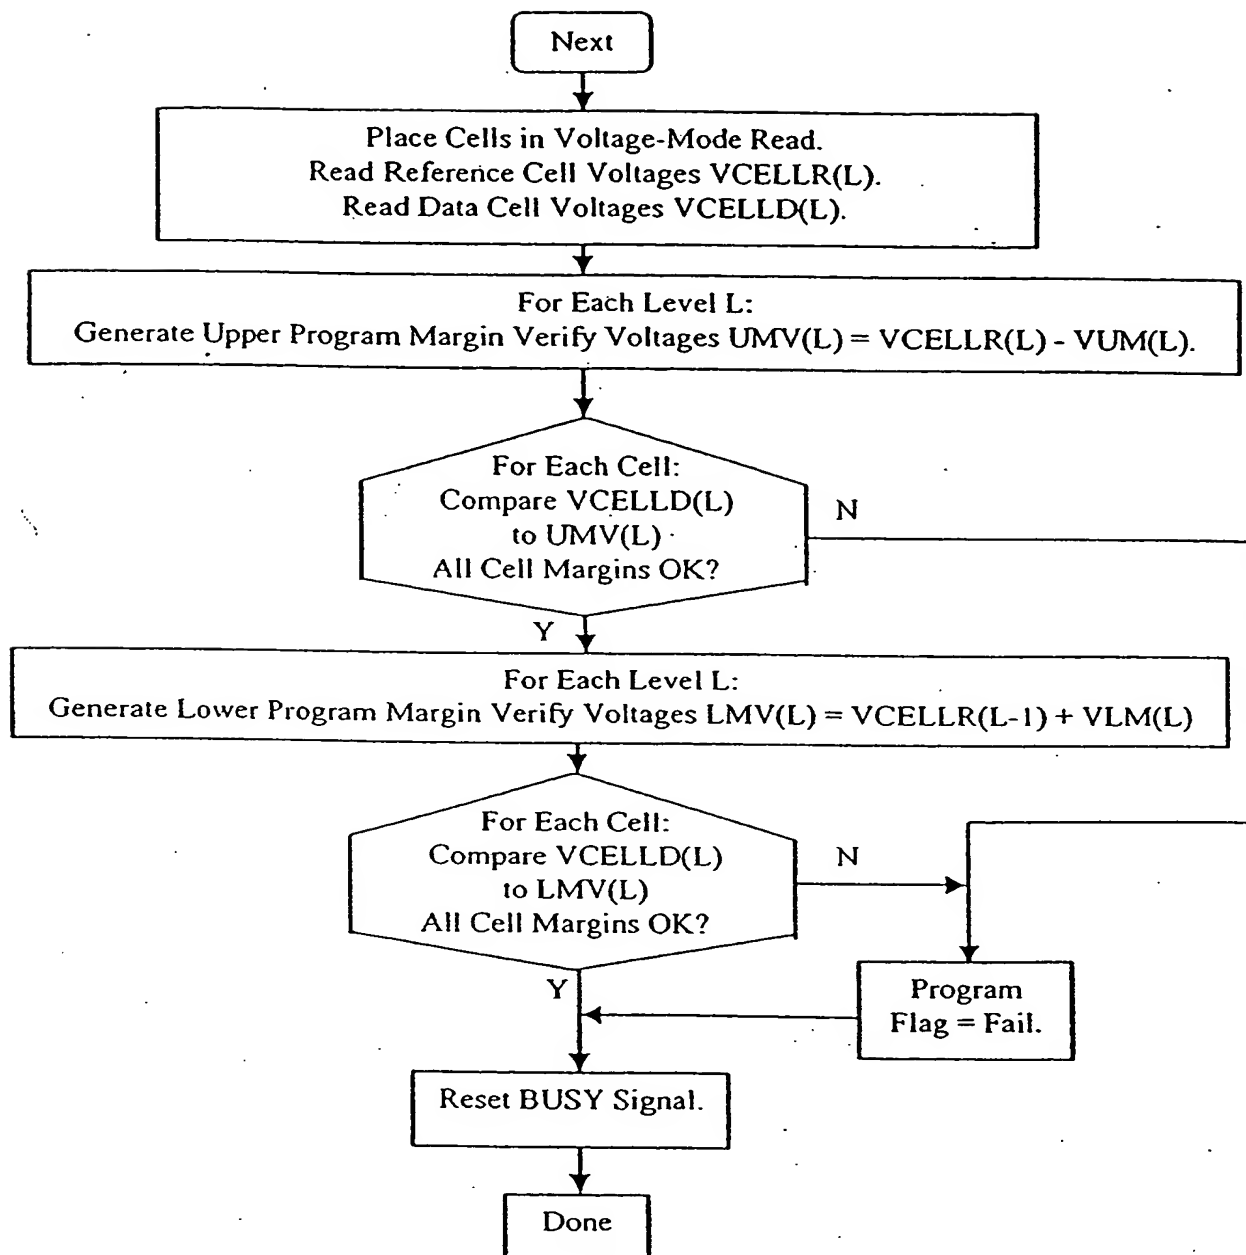 Next
Place Cells in Voltage-Mode Read.
Read Reference Cell Voltages VCELLR(L).
Read Data Cell Voltages VCELLD(L).
For Each Level L:
Generate Upper Program Margin Verify Voltages UMV(L) = VCELLR(L) - VUM(L).
For Each Cell:
Compare VCELLD(L)
to UMV(L)
All Cell Margins OK?
N
Y
For Each Level L:
Generate Lower Program Margin Verify Voltages LMV(L) = VCELLR(L-1) + VLM(L)
For Each Cell:
Compare VCELLD(L)
to LMV(L)
All Cell Margins OK?
N
Y
Program
Flag = Fail.
Reset BUSY Signal.
Done